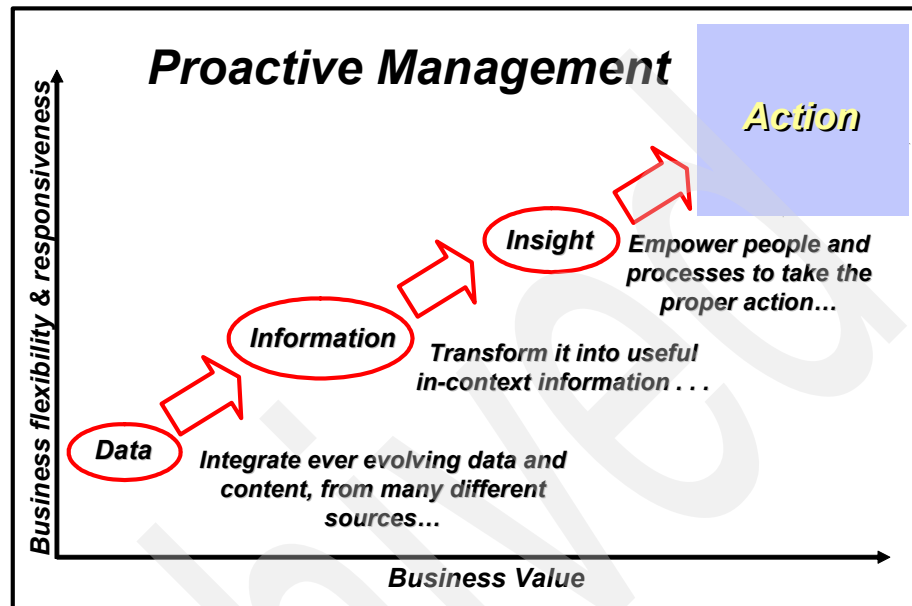 Proactive Management
Action
Business flexibility & responsiveness
Insight
Empower people and
processes to take the
proper action…
Information
Transform it into useful
in-context information . . .
Data
Integrate ever evolving data and
content, from many different
sources…
Business Value
hived